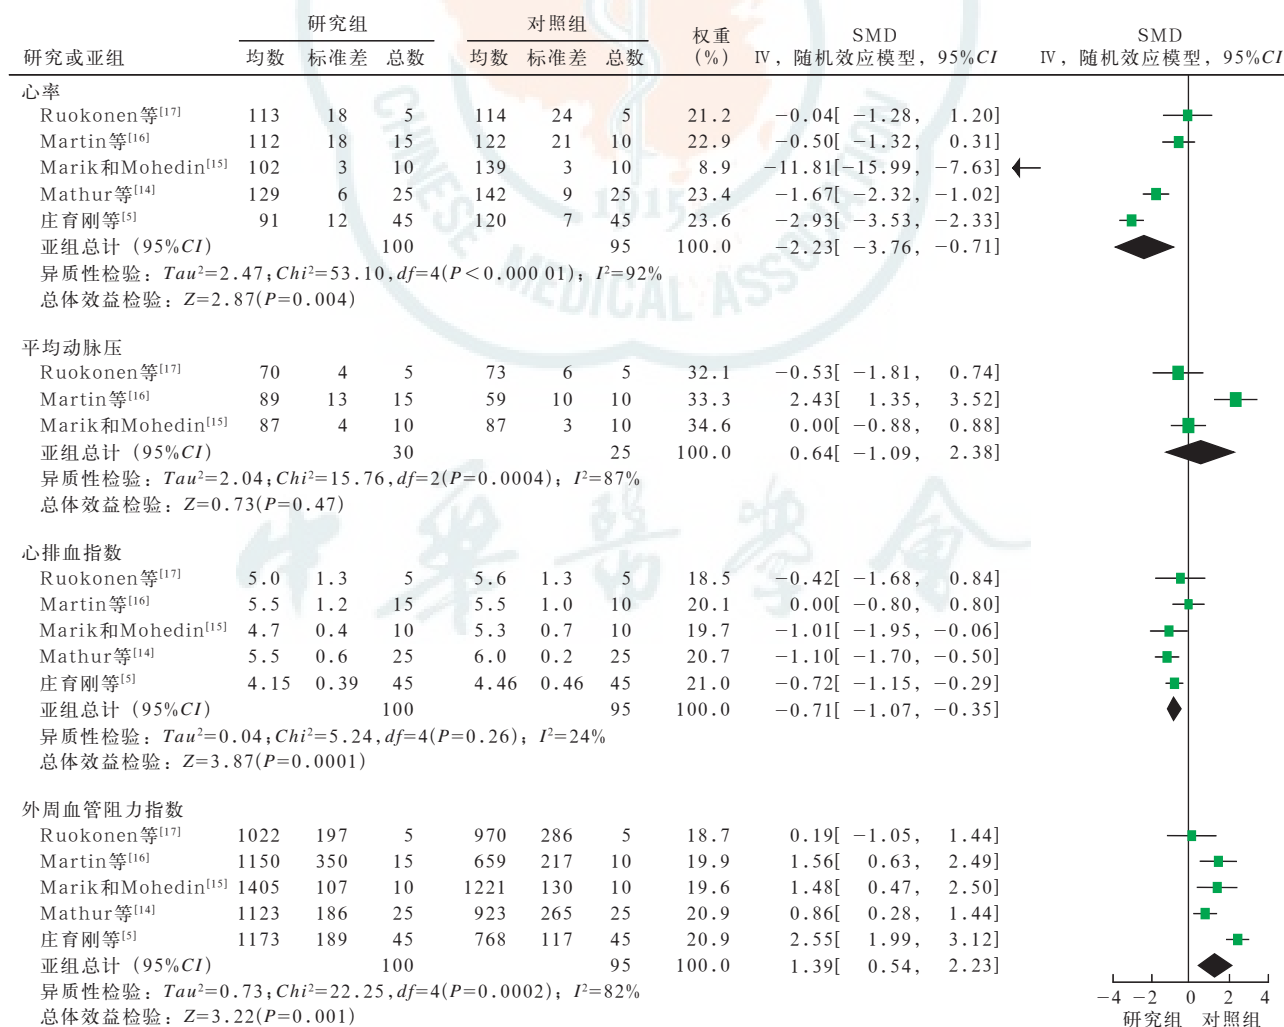 研究组 对照组 权重 SMD SMD
研究或亚组 均数 标准差 总数 均数 标准差 总数 (%) Ⅳ，随机效应模型，95%CI Ⅳ，随机效应模型，95%CI
心率
Ruokonen等[17] 113 18 5 114 24 5 21.2 −0.04[ −1.28, 1.20]
Martin等[16] 112 18 15 122 21 10 22.9 −0.50[ −1.32, 0.31]
Marik和Mohedin[15] 102 3 10 139 3 10 8.9 −11.81[−15.99, −7.63]
Mathur等[14] 129 6 25 142 9 25 23.4 −1.67[ −2.32, −1.02]
庄育刚等[5] 91 12 45 120 7 45 23.6 −2.93[ −3.53, −2.33]
亚组总计（95%CI） 100 95 100.0 −2.23[ −3.76, −0.71]
异质性检验：Tau²=2.47；Chi²=53.10，df=4(P＜0.000 01)；I²=92%
总体效益检验：Z=2.87(P=0.004)
平均动脉压
Ruokonen等[17] 70 4 5 73 6 5 32.1 −0.53[ −1.81, 0.74]
Martin等[16] 89 13 15 59 10 10 33.3 2.43[ 1.35, 3.52]
Marik和Mohedin[15] 87 4 10 87 3 10 34.6 0.00[ −0.88, 0.88]
亚组总计（95%CI） 30 25 100.0 0.64[ −1.09, 2.38]
异质性检验：Tau²=2.04；Chi²=15.76，df=2(P=0.0004)；I²=87%
总体效益检验：Z=0.73(P=0.47)
心排血指数
Ruokonen等[17] 5.0 1.3 5 5.6 1.3 5 18.5 −0.42[ −1.68, 0.84]
Martin等[16] 5.5 1.2 15 5.5 1.0 10 20.1 0.00[ −0.80, 0.80]
Marik和Mohedin[15] 4.7 0.4 10 5.3 0.7 10 19.7 −1.01[ −1.95, −0.06]
Mathur等[14] 5.5 0.6 25 6.0 0.2 25 20.7 −1.10[ −1.70, −0.50]
庄育刚等[5] 4.15 0.39 45 4.46 0.46 45 21.0 −0.72[ −1.15, −0.29]
亚组总计（95%CI） 100 95 100.0 −0.71[ −1.07, −0.35]
异质性检验：Tau²=0.04；Chi²=5.24，df=4(P=0.26)；I²=24%
总体效益检验：Z=3.87(P=0.0001)
外周血管阻力指数
Ruokonen等[17] 1022 197 5 970 286 5 18.7 0.19[ −1.05, 1.44]
Martin等[16] 1150 350 15 659 217 10 19.9 1.56[ 0.63, 2.49]
Marik和Mohedin[15] 1405 107 10 1221 130 10 19.6 1.48[ 0.47, 2.50]
Mathur等[14] 1123 186 25 923 265 25 20.9 0.86[ 0.28, 1.44]
庄育刚等[5] 1173 189 45 768 117 45 20.9 2.55[ 1.99, 3.12]
亚组总计（95%CI） 100 95 100.0 1.39[ 0.54, 2.23]
异质性检验：Tau²=0.73；Chi²=22.25，df=4(P=0.0002)；I²=82%
总体效益检验：Z=3.22(P=0.001)
−4 −2 0 2 4
研究组 对照组
CHINESE MEDICAL ASSOCIATION
1915
中华醫學會